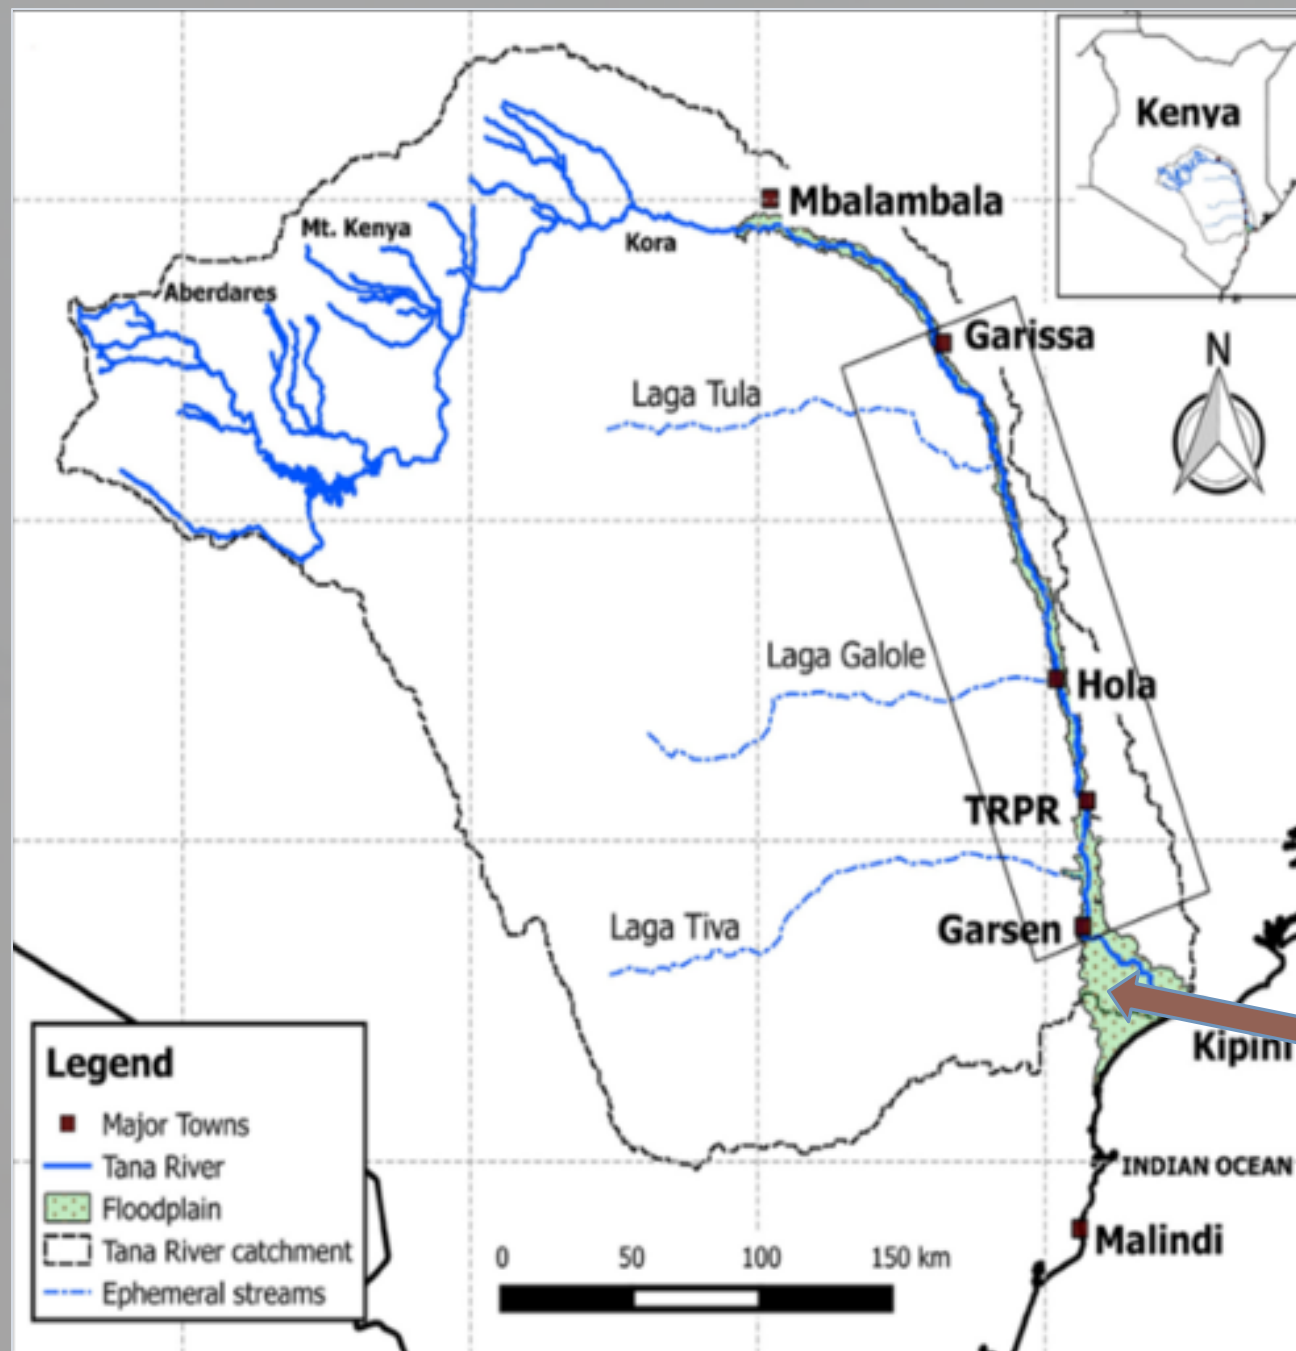 Kenya
Mbalambala
Mt. Kenya
Kora
Aberdares
Garissa
N
Laga Tula
Laga Galole
Hola
TRPR
Laga Tiva
Garsen
Kipini
Legend
Major Towns
Tana River
Floodplain
Tana River catchment
Ephemeral streams
INDIAN OCEAN
Malindi
0 50 100 150 km